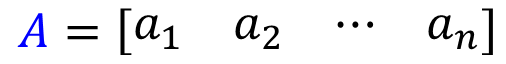 A = [a₁ a₂ ⋯ aₙ]